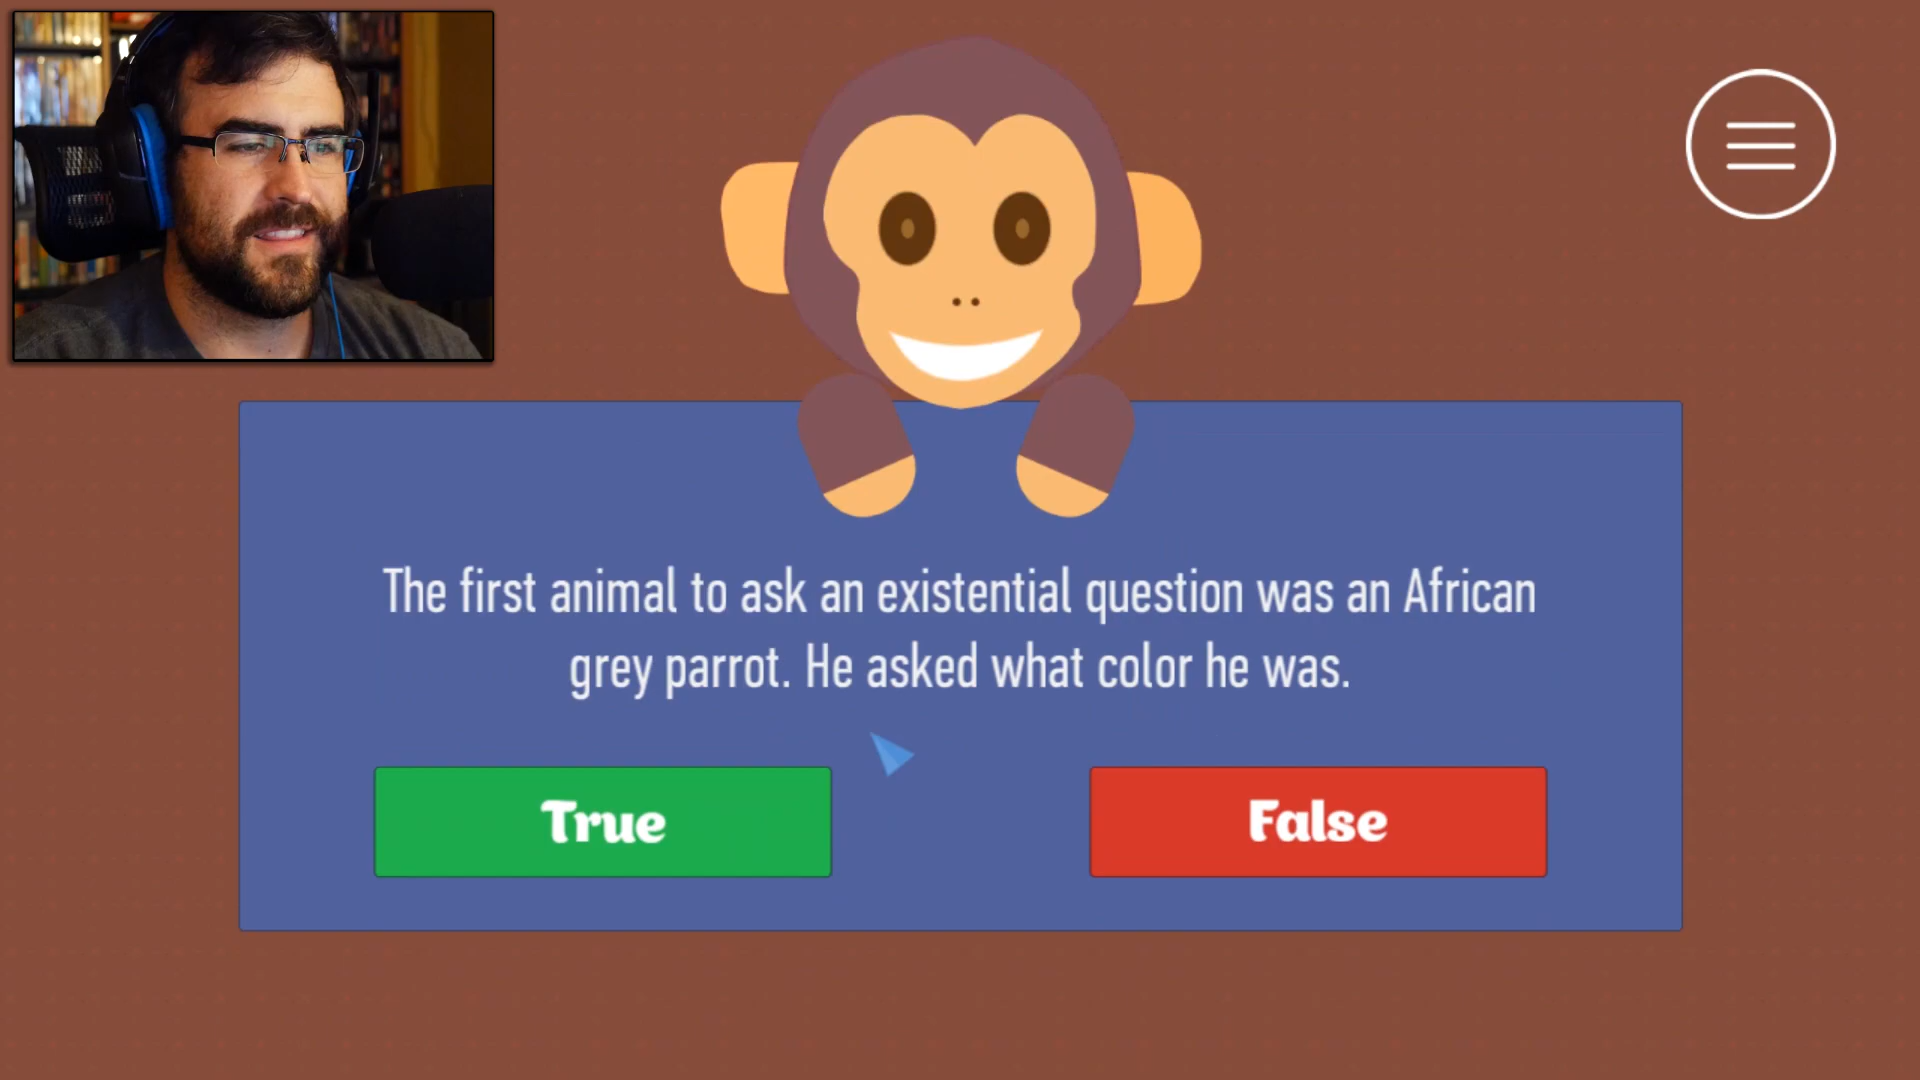 The first animal to ask an existential question was an African
grey parrot. He asked what color he was.
True
False